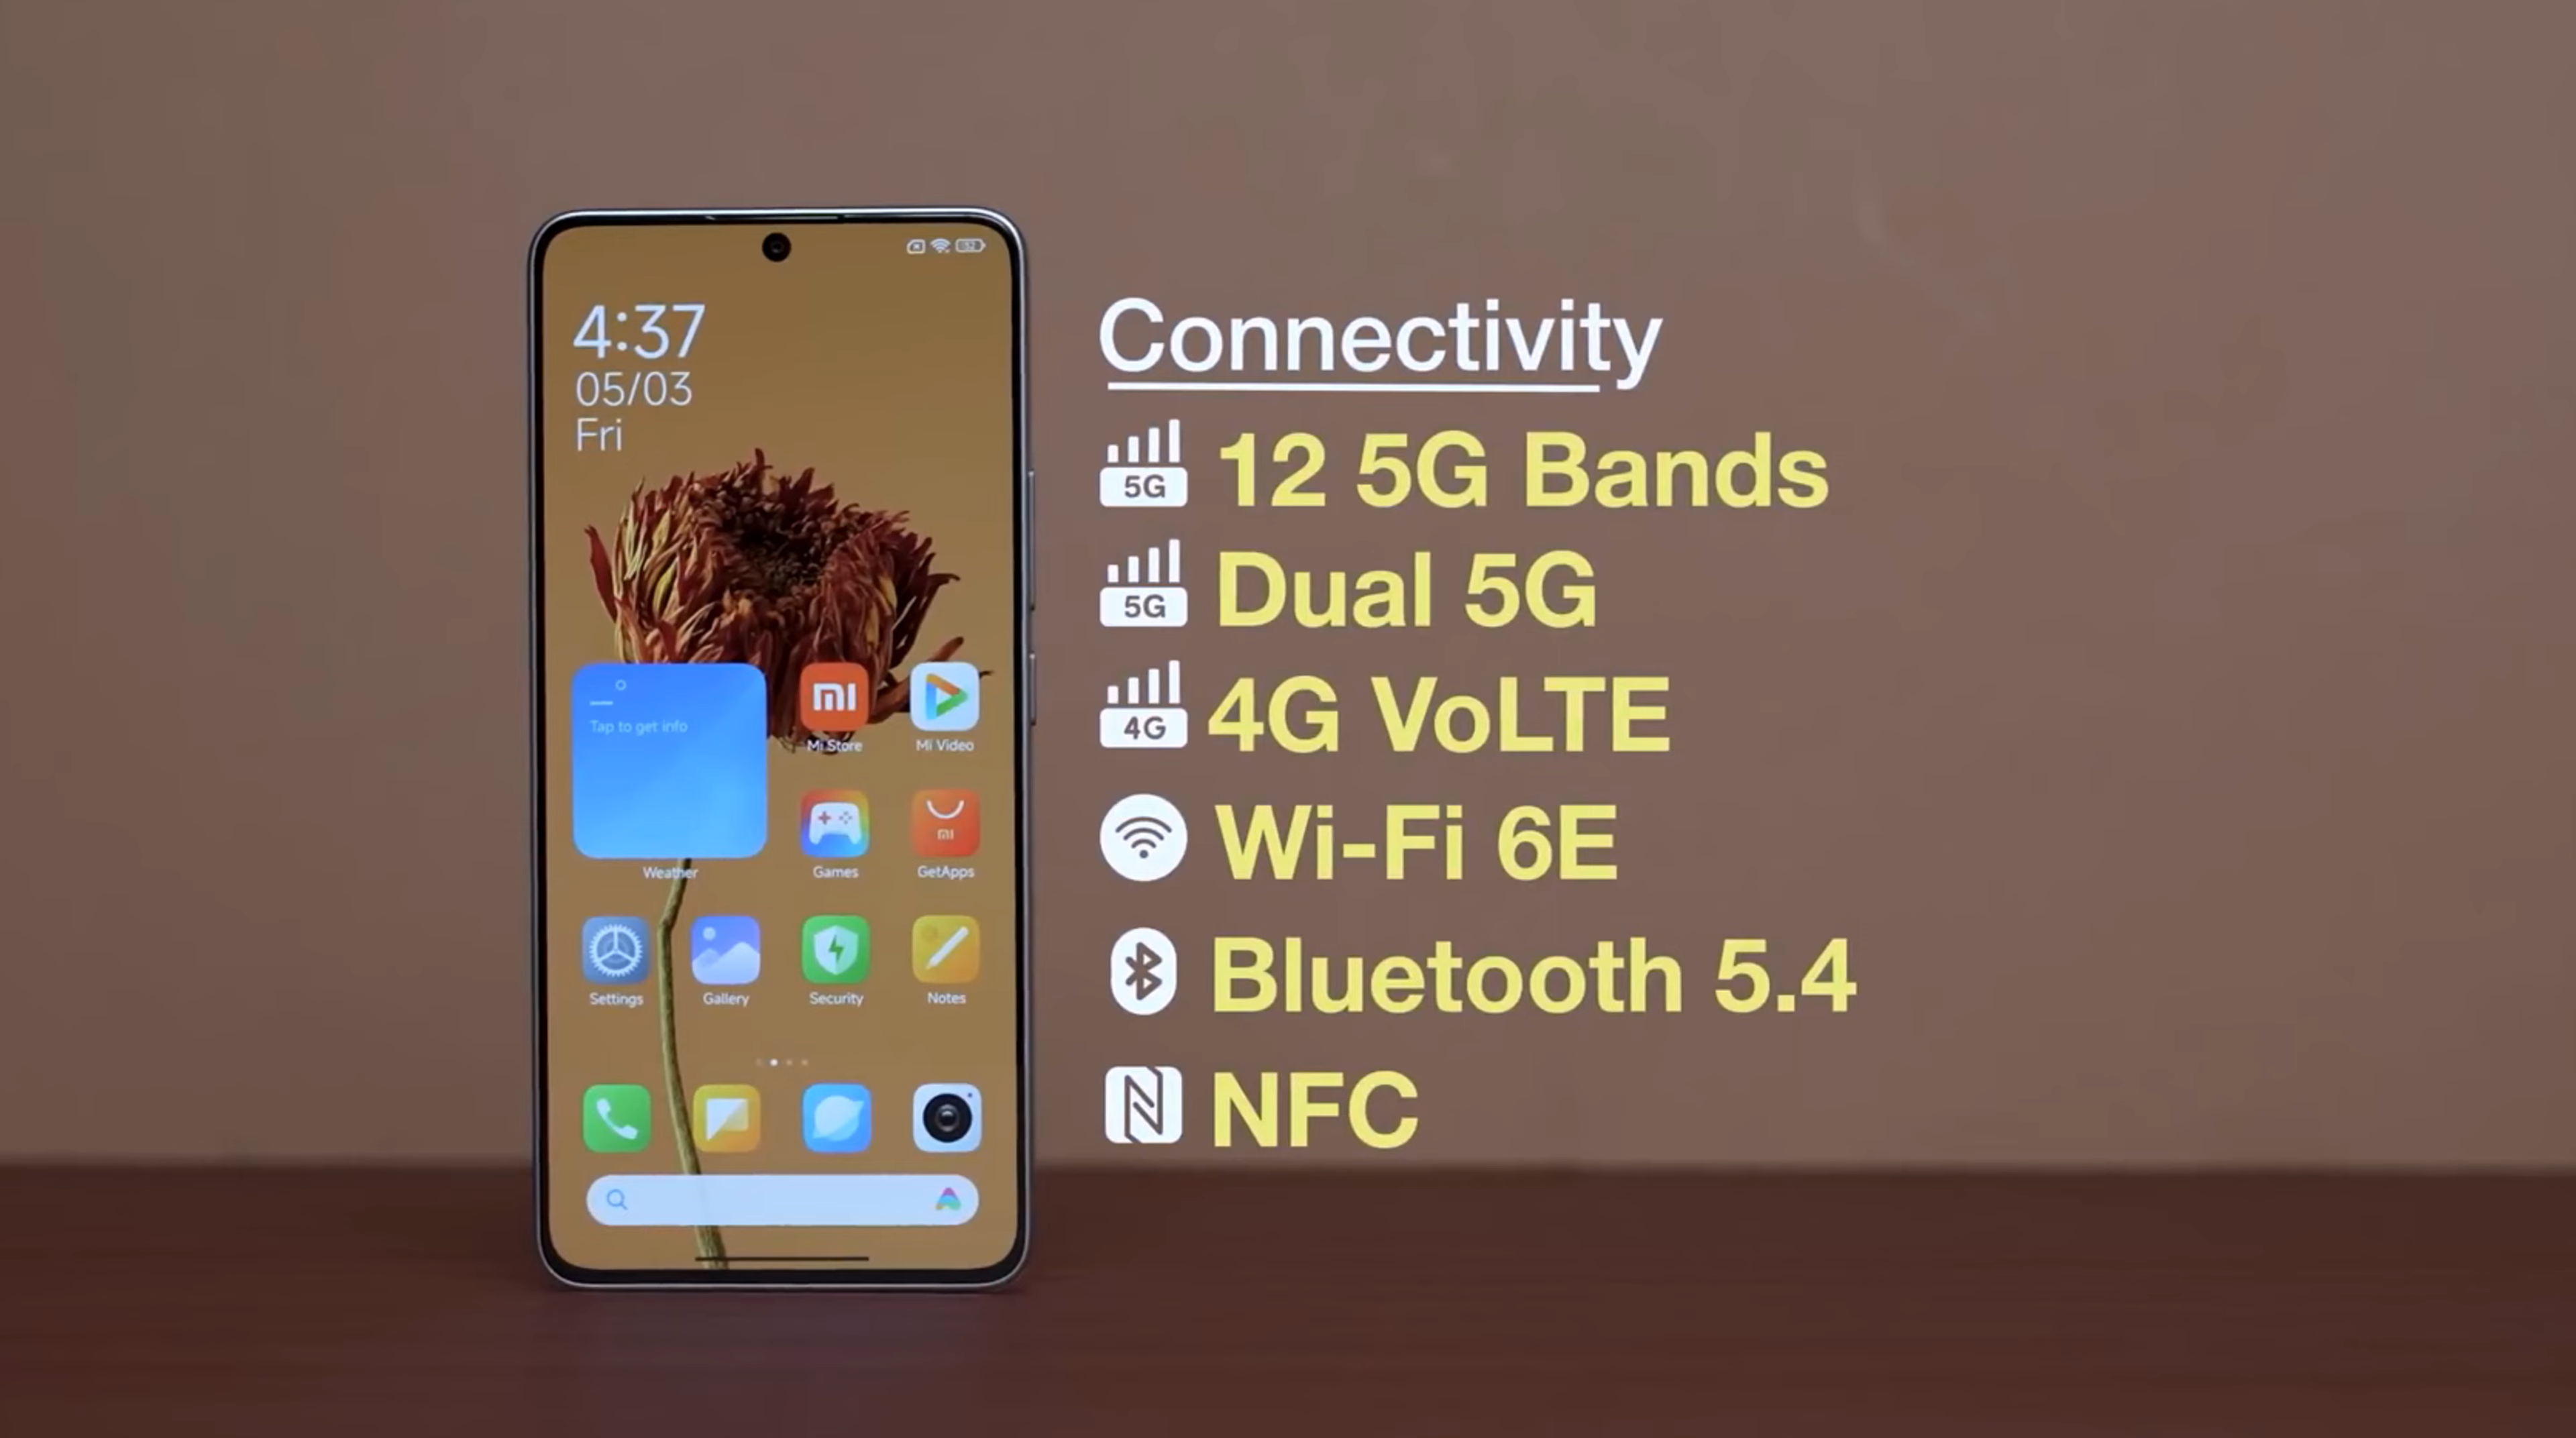 4:37
05/03
Fri
Tap to get info
Weather
mi
Mi Store
Mi Video
Games
mi
GetApps
Settings
Gallery
Security
Notes
Connectivity
5G 12 5G Bands
5G Dual 5G
4G 4G VoLTE
Wi-Fi 6E
Bluetooth 5.4
NFC